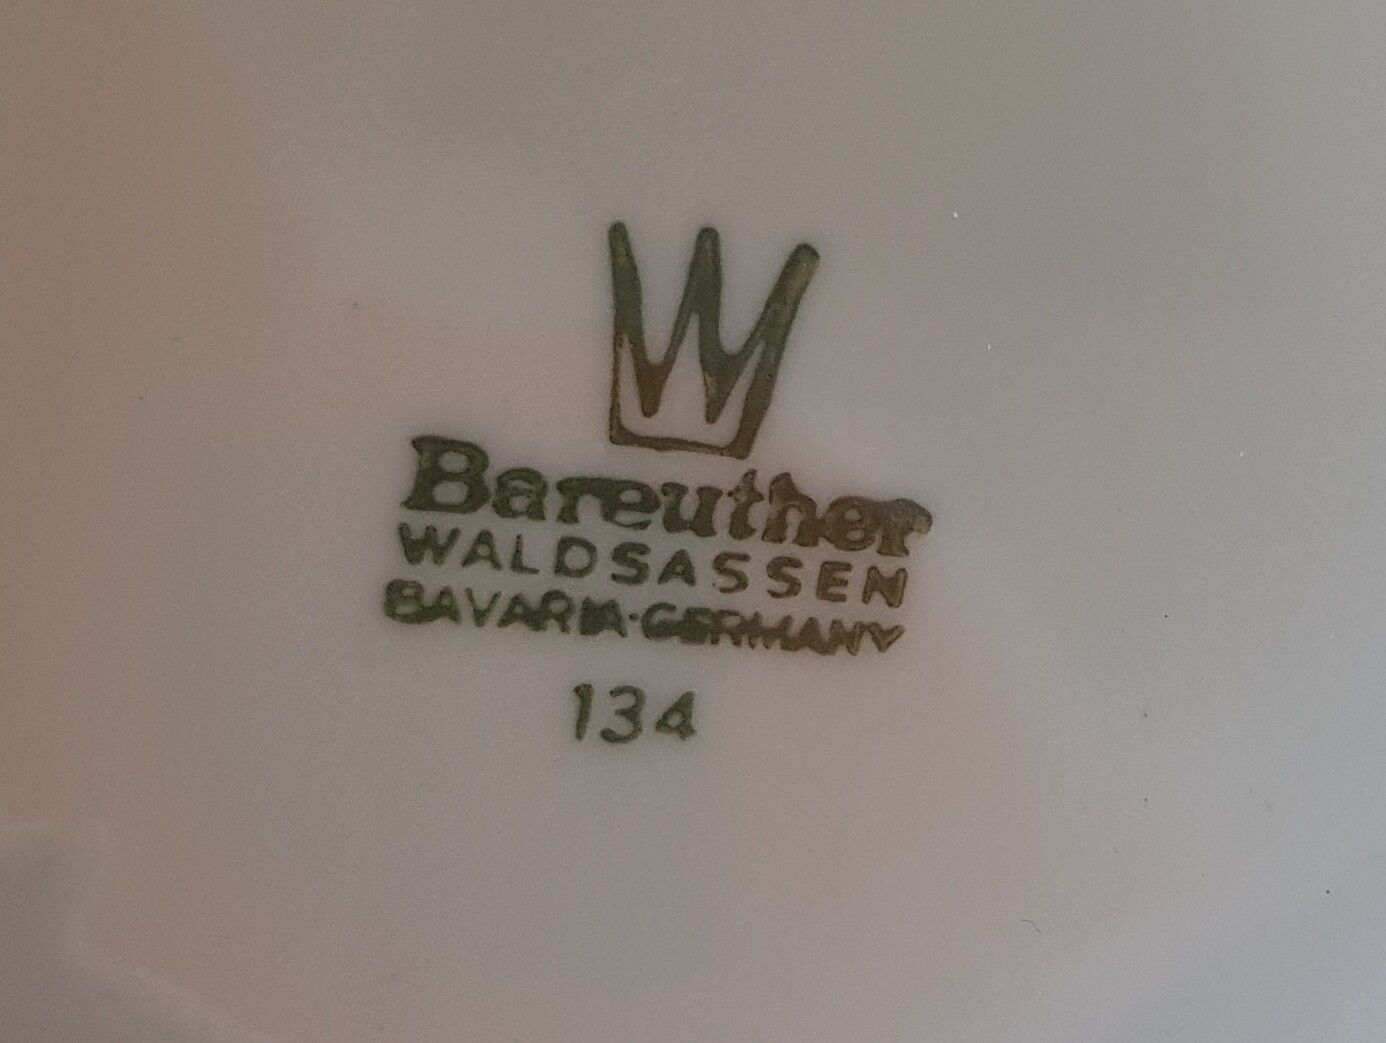 Bareuther
WALDSASSEN
BAVARIA·GERMANY
134